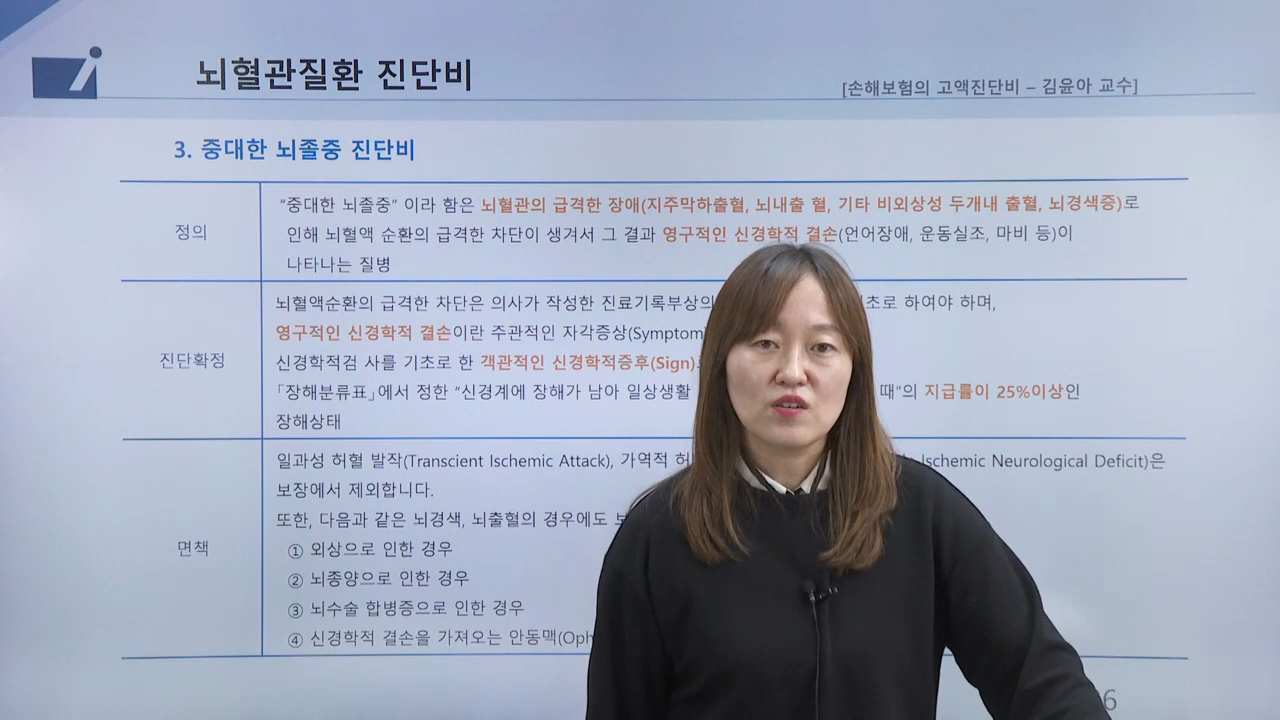 뇌혈관질환 진단비
[손해보험의 고액진단비 – 김윤아 교수]
3. 중대한 뇌졸중 진단비
정의
"중대한 뇌졸중" 이라 함은 뇌혈관의 급격한 장애(지주막하출혈, 뇌내출 혈, 기타 비외상성 두개내 출혈, 뇌경색증)로
인해 뇌혈액 순환의 급격한 차단이 생겨서 그 결과 영구적인 신경학적 결손(언어장애, 운동실조, 마비 등)이
나타나는 질병
진단확정
뇌혈액순환의 급격한 차단은 의사가 작성한 진료기록부상의 하여야 하며,
영구적인 신경학적 결손이란 주관적인 자각증상(Symptom)
신경학적검 사를 기초로 한 객관적인 신경학적증후(Sign)
「장해분류표」에서 정한 "신경계에 장해가 남아 일상생활 때"의 지급률이 25%이상인
장해상태
면책
일과성 허혈 발작(Transcient Ischemic Attack), 가역적 Ischemic Neurological Deficit)은
보장에서 제외합니다.
또한, 다음과 같은 뇌경색, 뇌출혈의 경우에도
① 외상으로 인한 경우
② 뇌종양으로 인한 경우
③ 뇌수술 합병증으로 인한 경우
④ 신경학적 결손을 가져오는 안동맥(Oph